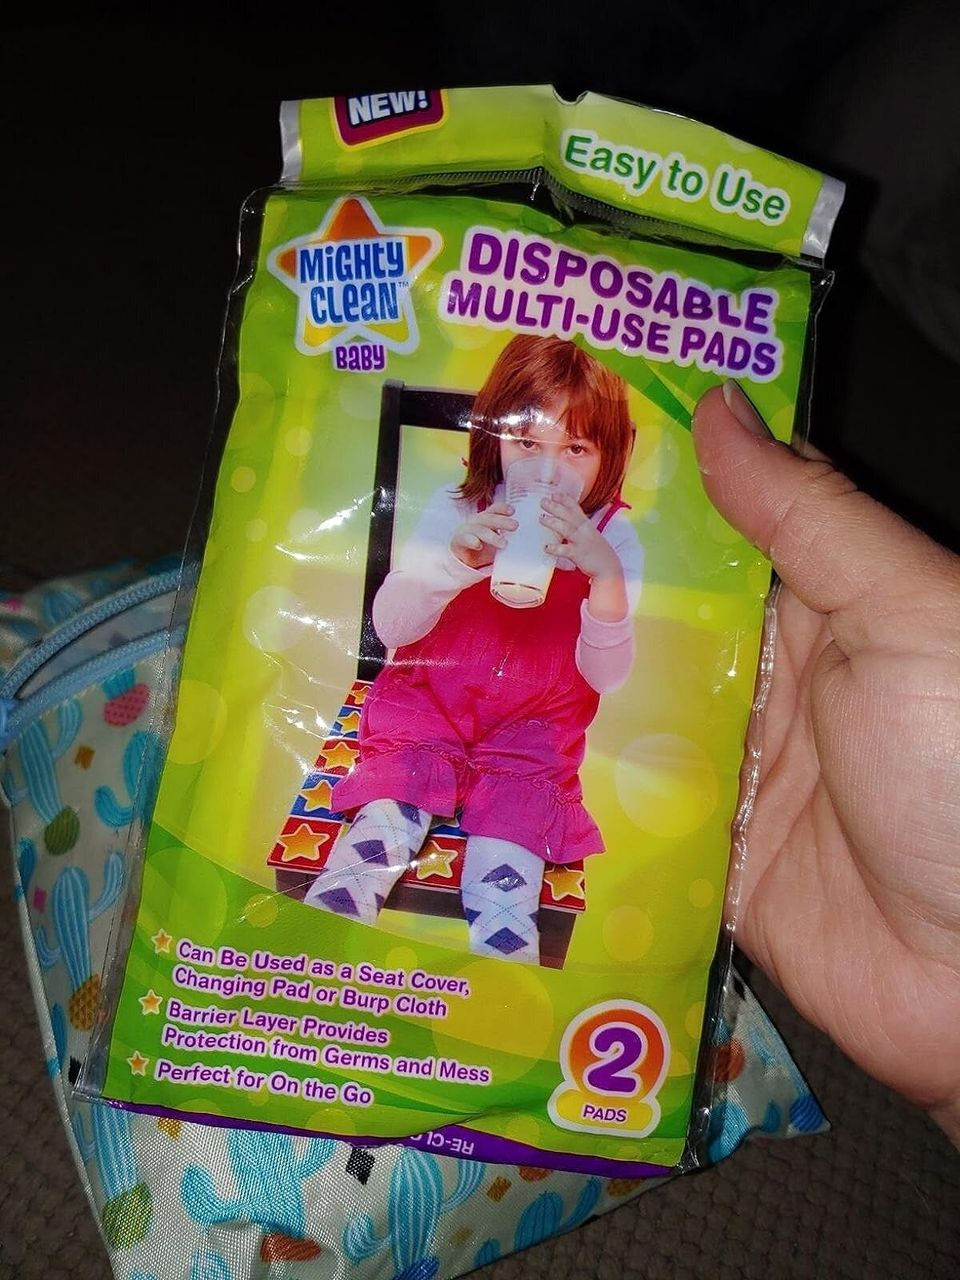 NEW!
Easy to Use
MiGHty
CLEaN™
BaBy
DISPOSABLE
MULTI-USE PADS
Can Be Used as a Seat Cover,
Changing Pad or Burp Cloth
Barrier Layer Provides
Protection from Germs and Mess
Perfect for On the Go
2
PADS